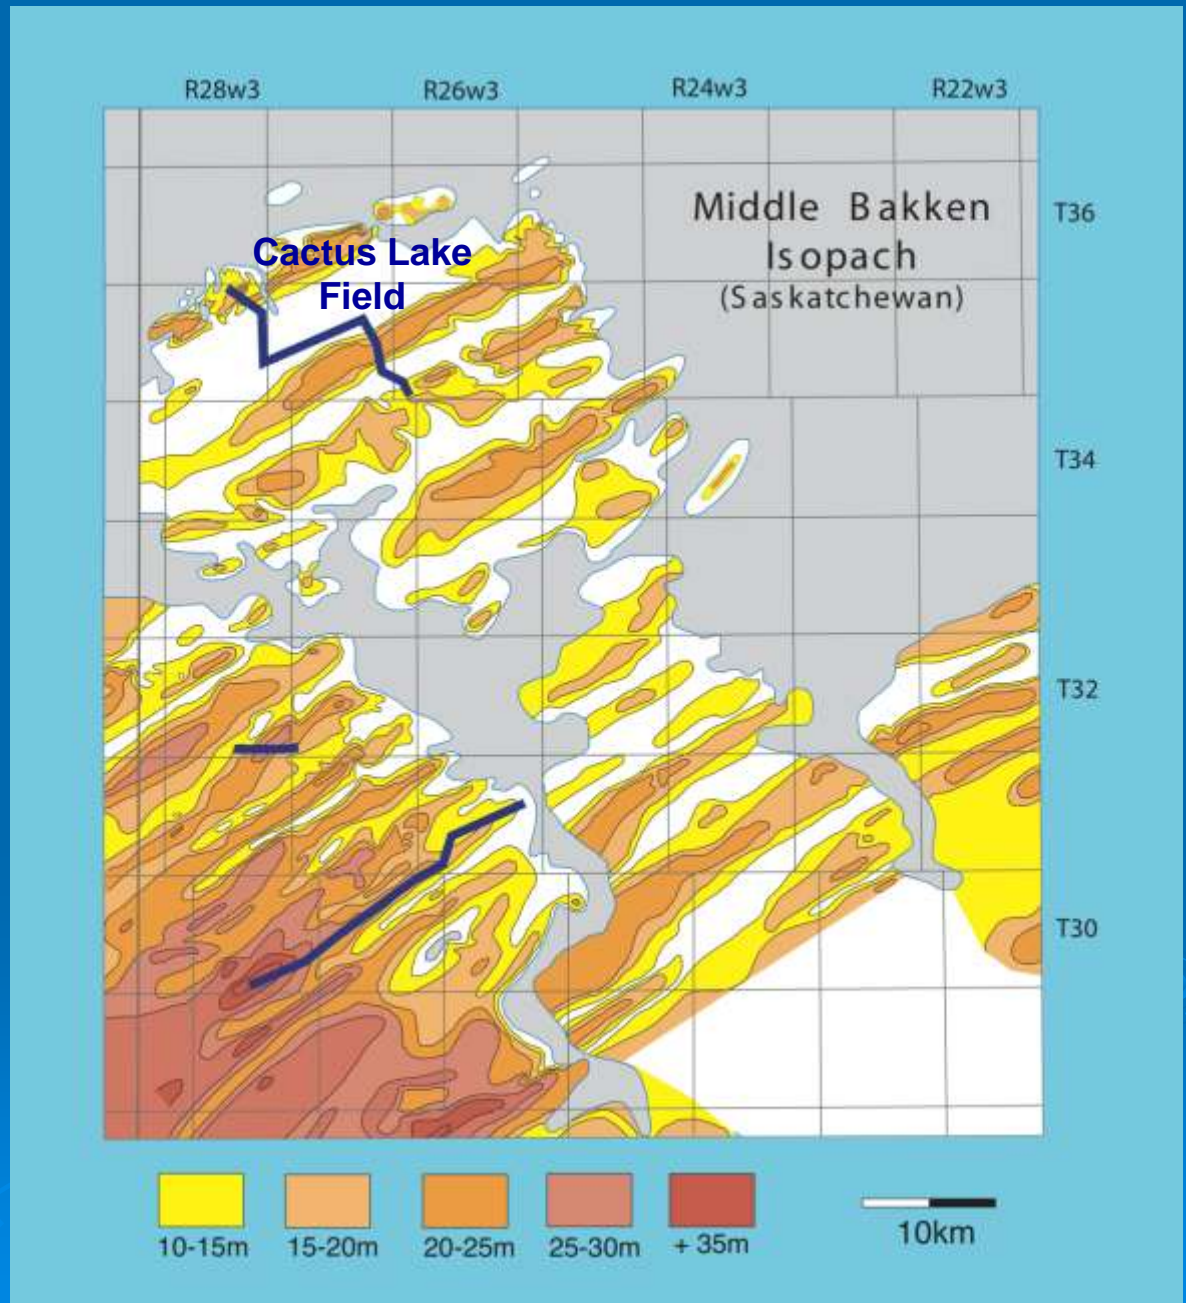 R28w3 R26w3 R24w3 R22w3
Middle Bakken
Isopach
(Saskatchewan)
T36
Cactus Lake
Field
T34
T32
T30
10-15m 15-20m 20-25m 25-30m + 35m
10km